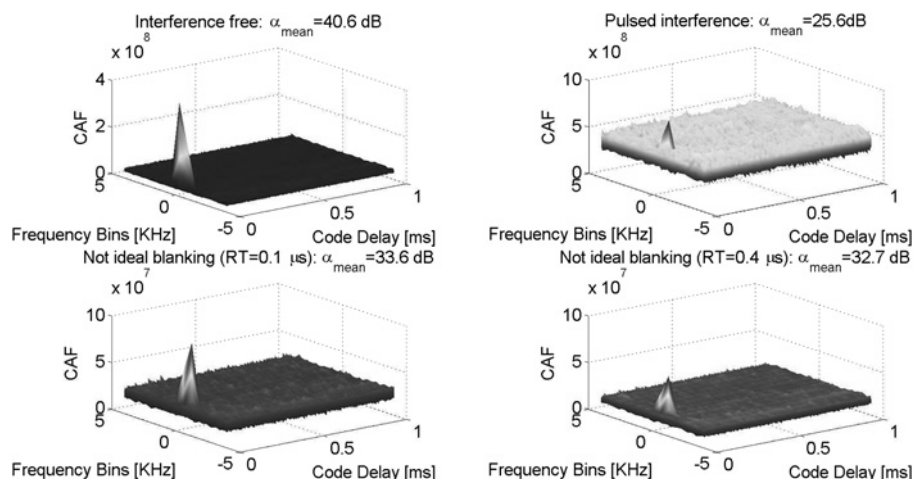 Interference free: α mean =40.6 dB
x 10 8
4
2
0
CAF
5
0
-5
Frequency Bins [KHz]
0
0.5
1
Code Delay [ms]
Pulsed interference: α mean =25.6dB
x 10 8
10
5
0
CAF
5
0
-5
Frequency Bins [KHz]
0
0.5
1
Code Delay [ms]
Not ideal blanking (RT=0.1 μs): α mean =33.6 dB
x 10 7
10
5
0
CAF
5
0
-5
Frequency Bins [KHz]
0
0.5
1
Code Delay [ms]
Not ideal blanking (RT=0.4 μs): α mean =32.7 dB
x 10 7
10
5
0
CAF
5
0
-5
Frequency Bins [KHz]
0
0.5
1
Code Delay [ms]